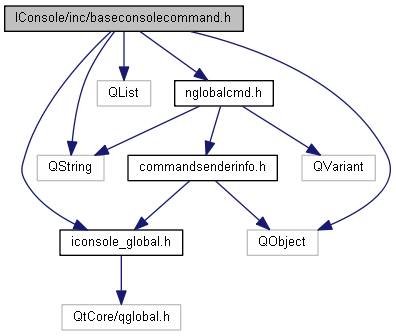 IConsole/inc/baseconsolecommand.h
QList
nglobalcmd.h
QString
commandsenderinfo.h
QVariant
iconsole_global.h
QObject
QtCore/qglobal.h